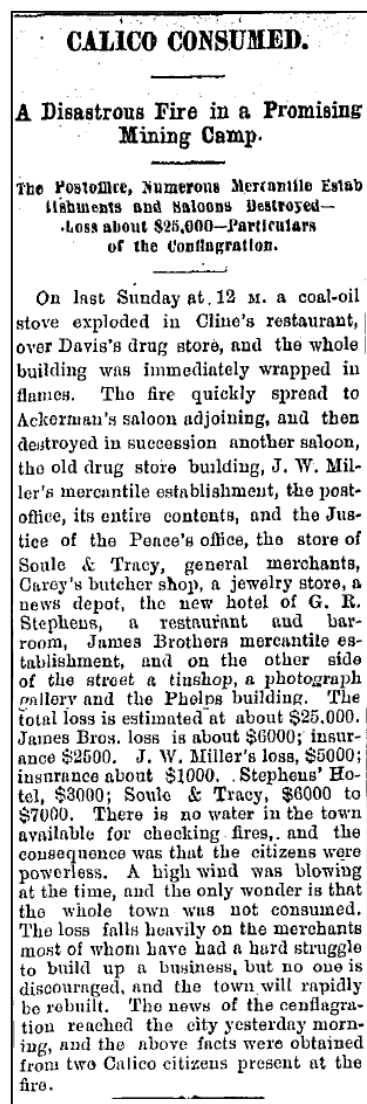 CALICO CONSUMED.
A Disastrous Fire in a Promising
Mining Camp.
The Postoffice, Numerous Mercantile Estab
lishments and Saloons Destroyed—
Loss about $25,000—Particulars
of the Conflagration.
On last Sunday at 12 M. a coal-oil
stove exploded in Cline's restaurant,
over Davis's drug store, and the whole
building was immediately wrapped in
flames. The fire quickly spread to
Ackerman's saloon adjoining, and then
destroyed in succession another saloon,
the old drug store building, J. W. Mil-
ler's mercantile establishment, the post-
office, its entire contents, and the Jus-
tice of the Peace's office, the store of
Soule & Tracy, general merchants,
Carey's butcher shop, a jewelry store, a
news depot, the new hotel of G. R.
Stephens, a restaurant and bar-
room, James Brothers mercantile es-
tablishment, and on the other side
of the street a tinshop, a photograph
gallery and the Phelps building. The
total loss is estimated at about $25.000.
James Bros. loss is about $6000; insur-
ance $2500. J. W. Miller's loss, $5000;
insurance about $1000. Stephens' Ho-
tel, $3000; Soule & Tracy, $6000 to
$7000. There is no water in the town
available for checking fires, and the
consequence was that the citizens were
powerless. A high wind was blowing
at the time, and the only wonder is that
the whole town was not consumed.
The loss falls heavily on the merchants
most of whom have had a hard struggle
to build up a business, but no one is
discouraged, and the town will rapidly
be rebuilt. The news of the cenflagra-
tion reached the city yesterday morn-
ing, and the above facts were obtained
from two Calico citizens present at the
fire.